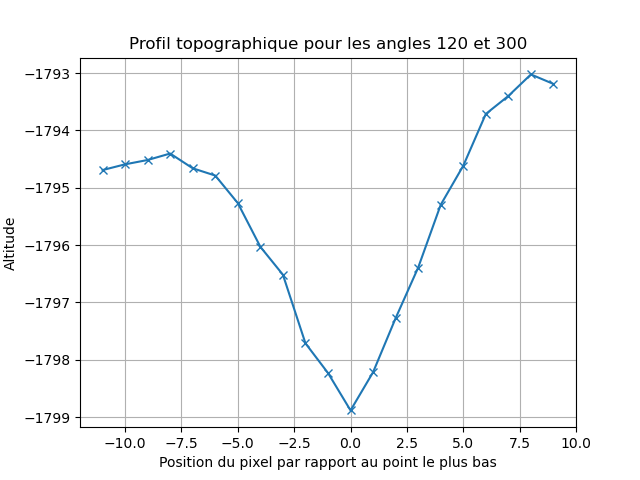 Profil topographique pour les angles 120 et 300
−1793
−1794
−1795
−1796
−1797
−1798
−1799
Altitude
−10.0 −7.5 −5.0 −2.5 0.0 2.5 5.0 7.5 10.0
Position du pixel par rapport au point le plus bas